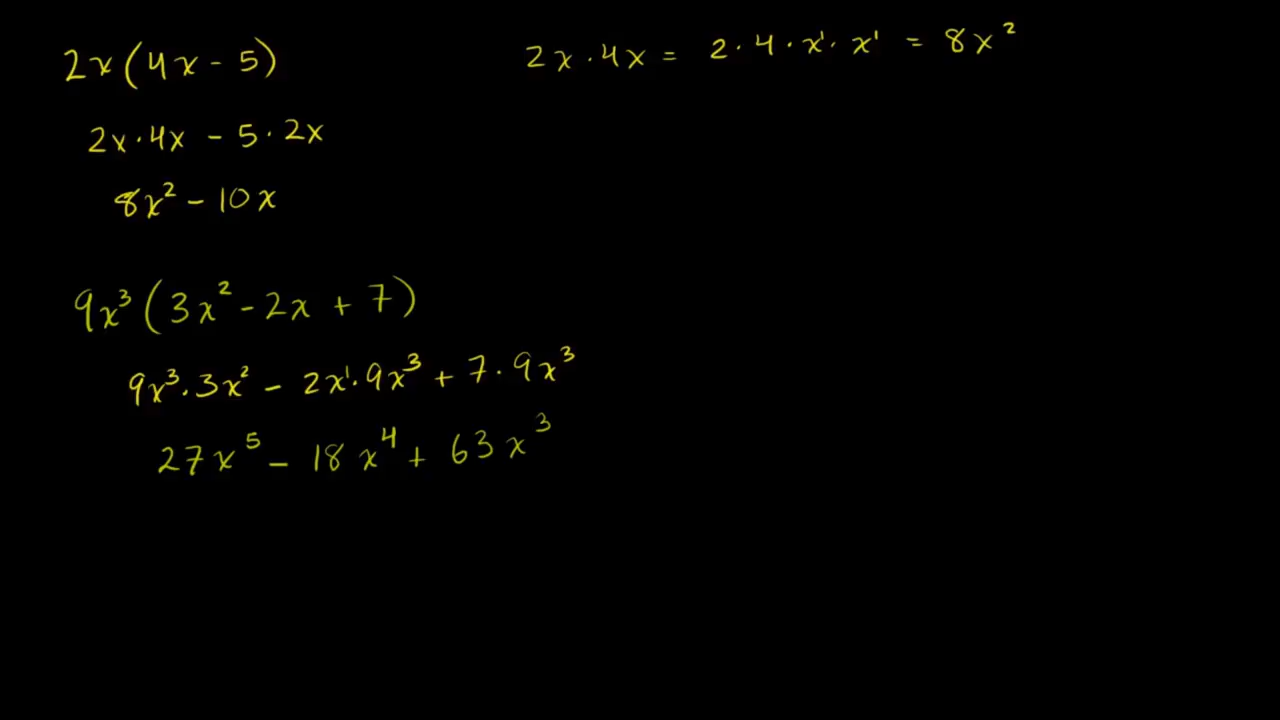 2x(4x - 5)
2x · 4x = 2 · 4 · x¹ · x¹ = 8x²
2x · 4x - 5 · 2x
8x² - 10x
9x³(3x² - 2x + 7)
9x³ · 3x² - 2x¹ · 9x³ + 7 · 9x³
27x⁵ - 18x⁴ + 63x³